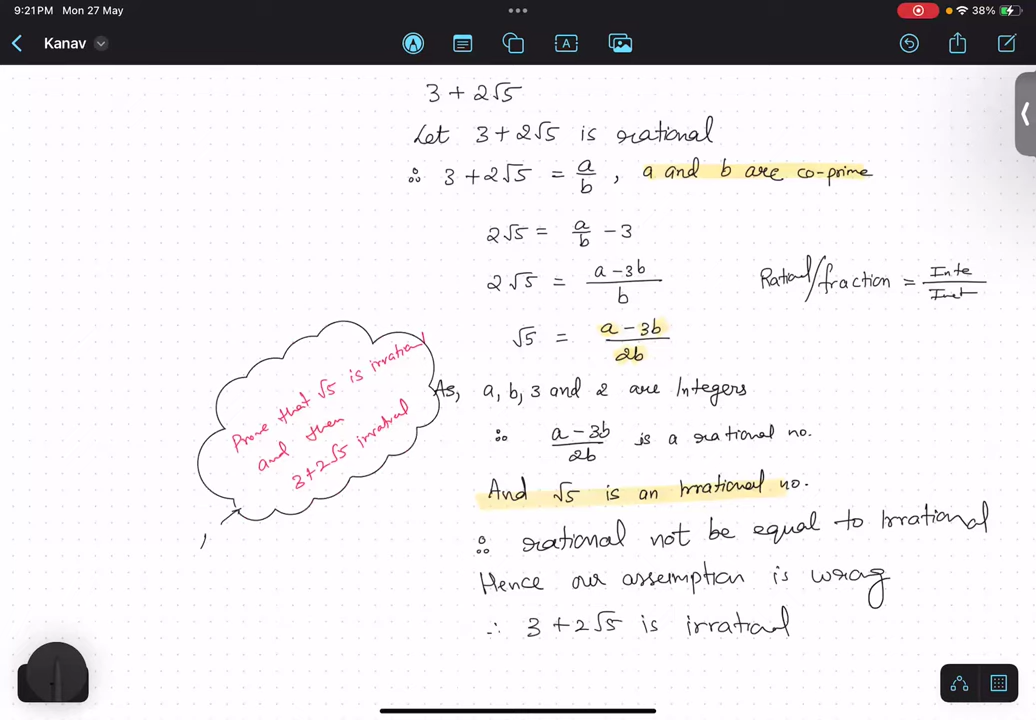 9:21PM Mon 27 May
38%
Kanav
3 + 2√5
Let 3 + 2√5 is rational
∴ 3 + 2√5 = a/b , a and b are co-prime
2√5 = a/b - 3
2√5 = (a - 3b)/b
Rational/fraction = Inte/Inet
√5 = (a - 3b)/2b
As, a, b, 3 and 2 are Integers
∴ (a - 3b)/2b is a rational no.
And √5 is an Irrational no.
∴ rational not be equal to Irrational
Hence our assumption is wrong
∴ 3 + 2√5 is irrational
Prove that √5 is irrational
and then
3+2√5 irrational